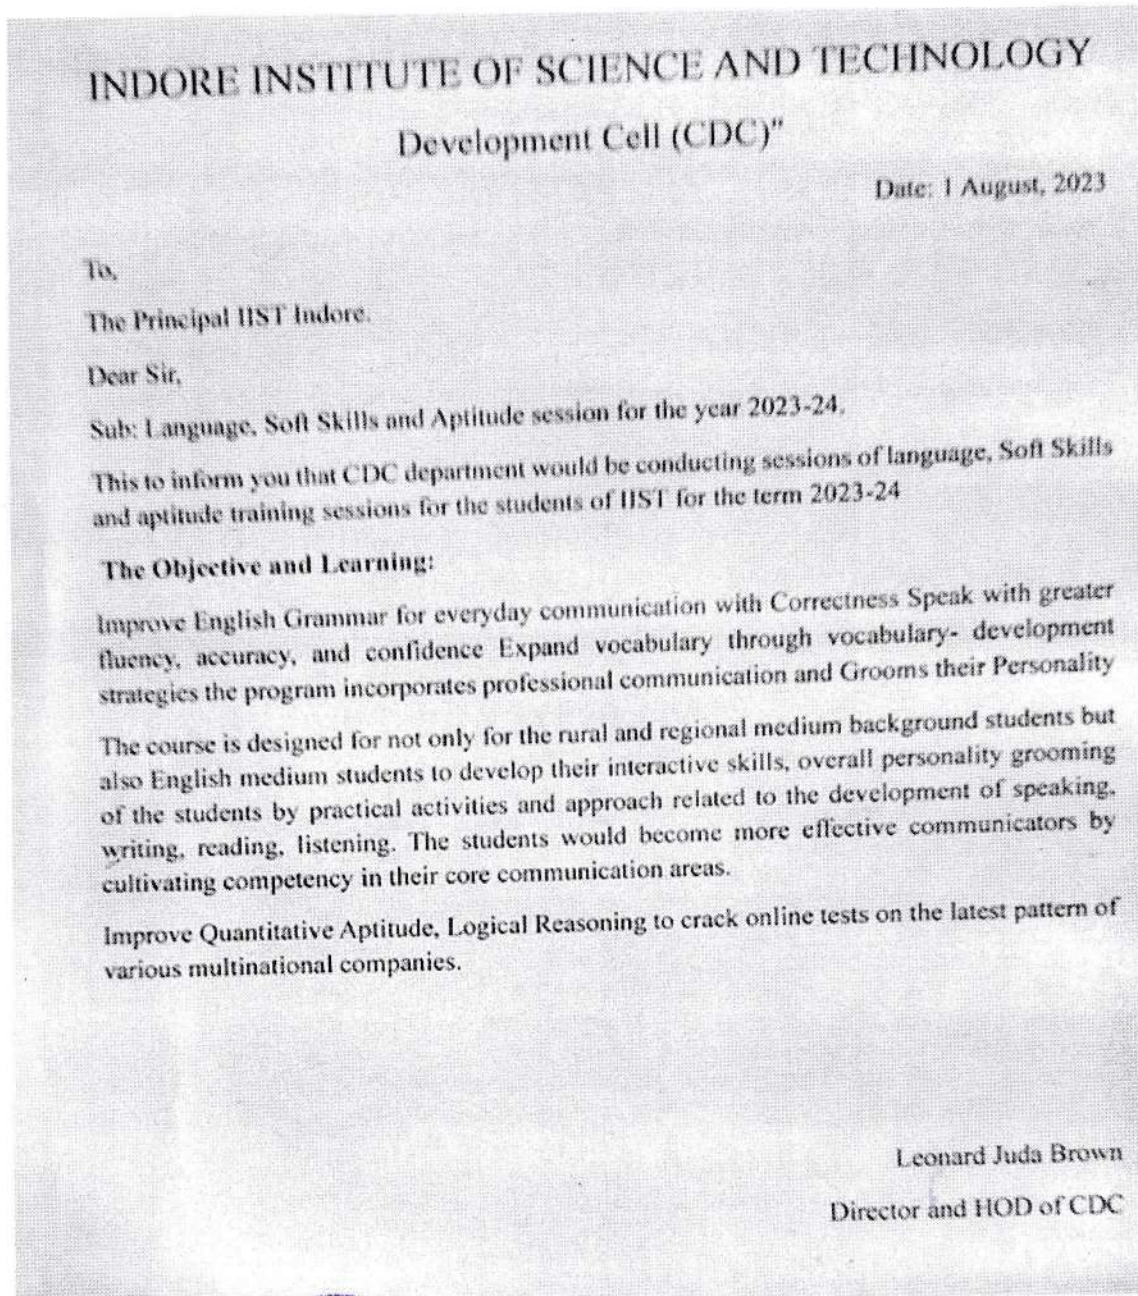 INDORE INSTITUTE OF SCIENCE AND TECHNOLOGY
Development Cell (CDC)"
Date: 1 August, 2023
To,
The Principal IIST Indore.
Dear Sir,
Sub: Language, Soft Skills and Aptitude session for the year 2023-24.
This to inform you that CDC department would be conducting sessions of language, Soft Skills
and aptitude training sessions for the students of IIST for the term 2023-24
The Objective and Learning:
Improve English Grammar for everyday communication with Correctness Speak with greater
fluency, accuracy, and confidence Expand vocabulary through vocabulary- development
strategies the program incorporates professional communication and Grooms their Personality
The course is designed for not only for the rural and regional medium background students but
also English medium students to develop their interactive skills, overall personality grooming
of the students by practical activities and approach related to the development of speaking,
writing, reading, listening. The students would become more effective communicators by
cultivating competency in their core communication areas.
Improve Quantitative Aptitude, Logical Reasoning to crack online tests on the latest pattern of
various multinational companies.
Leonard Juda Brown
Director and HOD of CDC